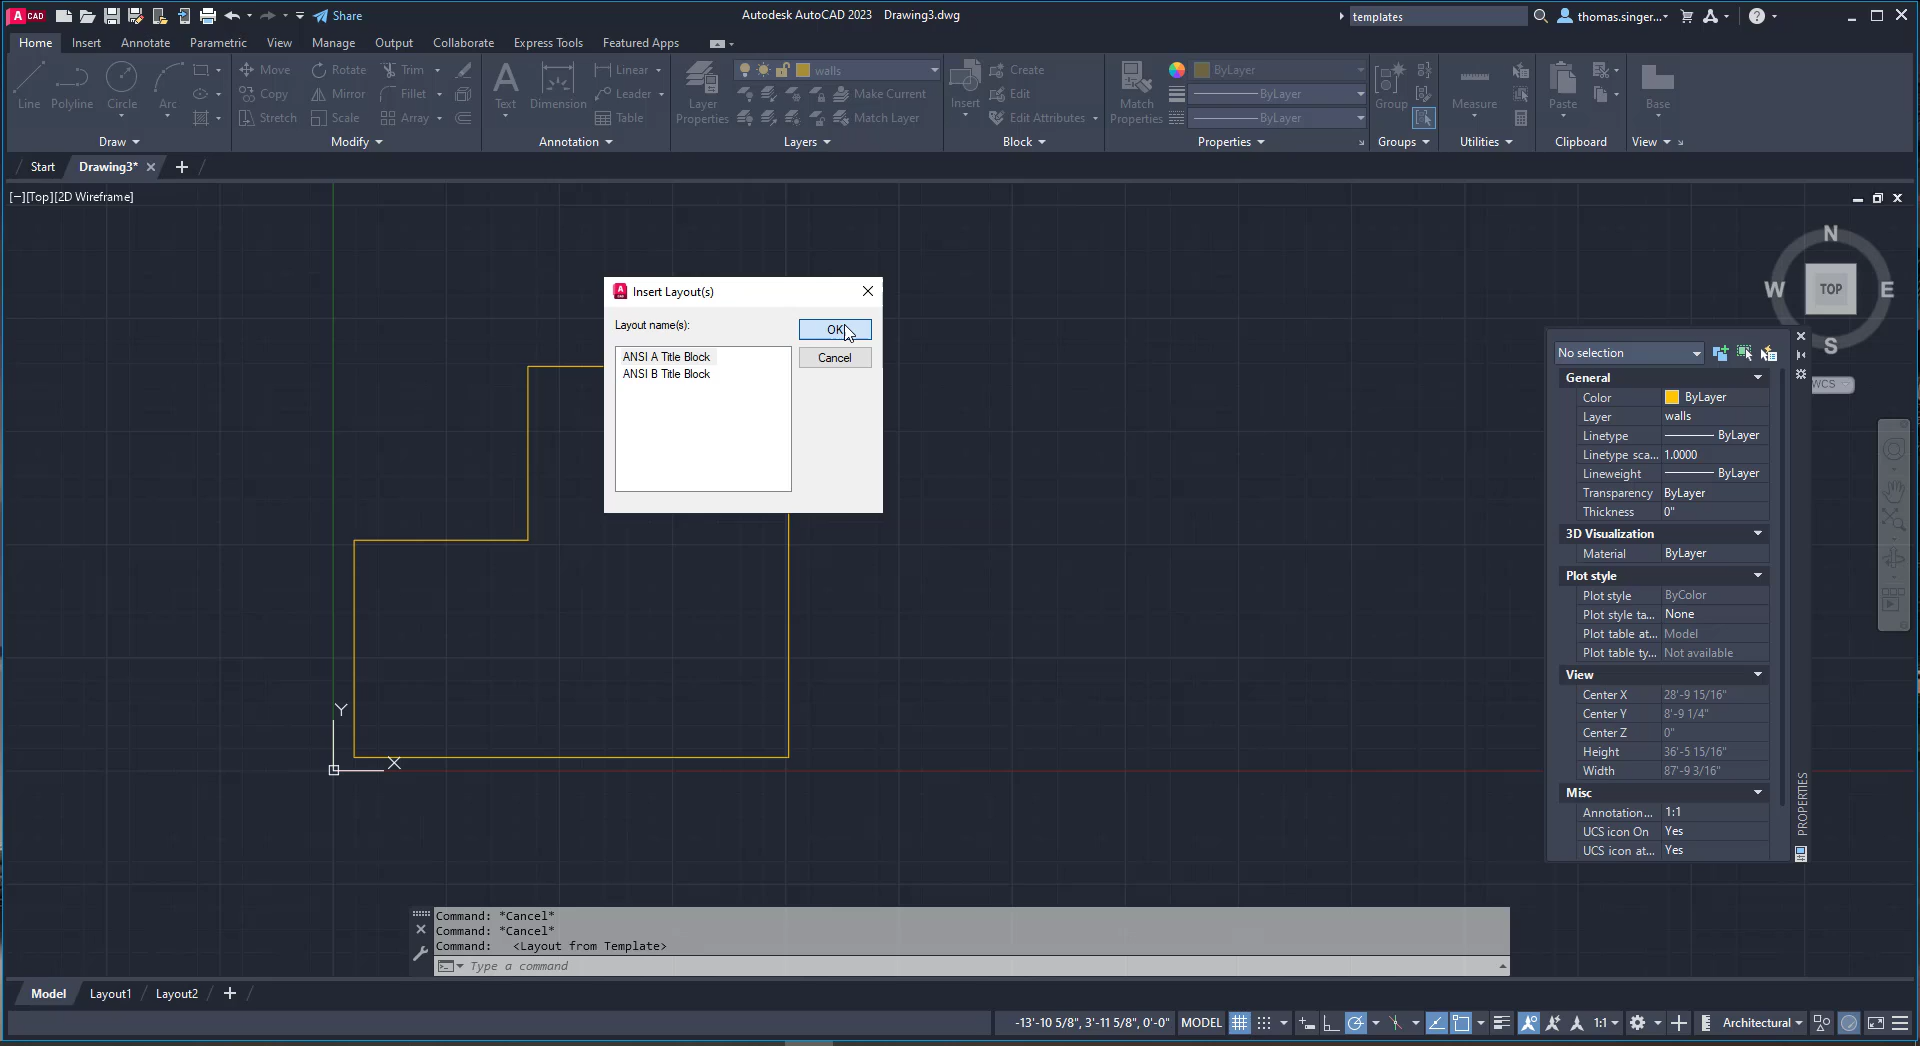 A CAD
Share
Autodesk AutoCAD 2023 Drawing3.dwg
templates
thomas.singer...
Home Insert Annotate Parametric View Manage Output Collaborate Express Tools Featured Apps
Line Polyline Circle Arc
Draw
Move Rotate Trim
Copy Mirror Fillet
Stretch Scale Array
Modify
Text Dimension
Linear
Leader
Table
Annotation
Layer
Properties
walls
Make Current
Match Layer
Layers
Insert
Create
Edit
Edit Attributes
Block
Match
Properties
ByLayer
ByLayer
ByLayer
Properties
Group
Groups
Measure
Utilities
Paste
Clipboard
Base
View
Start Drawing3*
[−][Top][2D Wireframe]
N
W TOP E
S
WCS
Insert Layout(s)
Layout name(s):
OK
Cancel
ANSI A Title Block
ANSI B Title Block
No selection
General
Color ByLayer
Layer walls
Linetype ByLayer
Linetype sca... 1.0000
Lineweight ByLayer
Transparency ByLayer
Thickness 0"
3D Visualization
Material ByLayer
Plot style
Plot style ByColor
Plot style ta... None
Plot table at... Model
Plot table ty... Not available
View
Center X 28'-9 15/16"
Center Y 8'-9 1/4"
Center Z 0"
Height 36'-5 15/16"
Width 87'-9 3/16"
Misc
Annotation... 1:1
UCS icon On Yes
UCS icon at... Yes
PROPERTIES
Y
X
Command: *Cancel*
Command: *Cancel*
Command: <Layout from Template>
Type a command
Model Layout1 Layout2
-13'-10 5/8", 3'-11 5/8", 0'-0" MODEL 1:1 Architectural